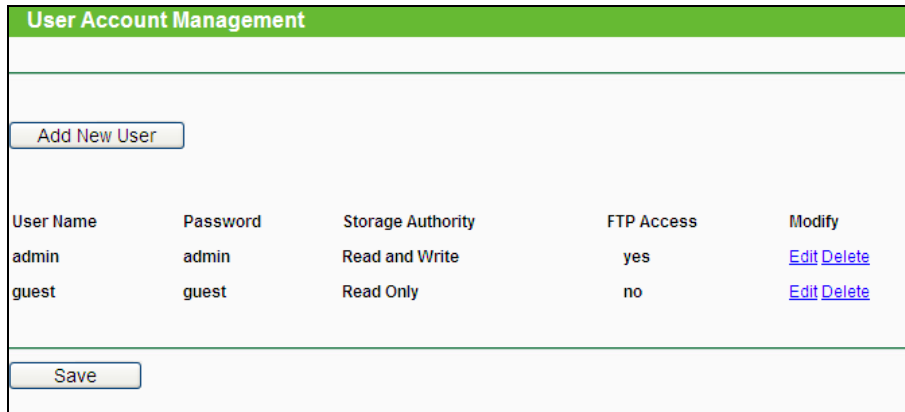 User Account Management
Add New User
User Name Password Storage Authority FTP Access Modify
admin admin Read and Write yes Edit Delete
guest guest Read Only no Edit Delete
Save